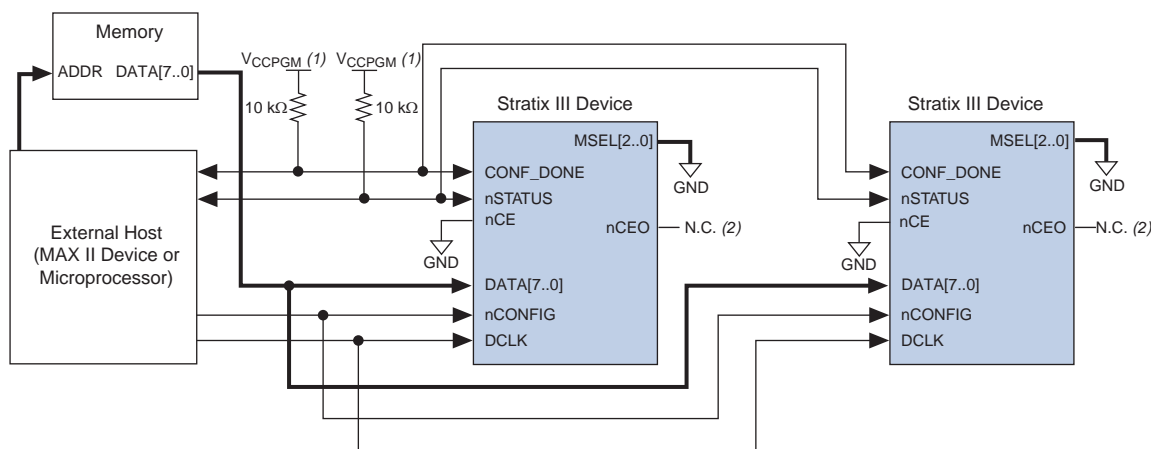 Memory
ADDR DATA[7..0]
VCCPGM (1) VCCPGM (1)
10 kΩ 10 kΩ
Stratix III Device
MSEL[2..0]
GND
CONF_DONE
nSTATUS
nCE
nCEO N.C. (2)
GND
DATA[7..0]
nCONFIG
DCLK
External Host
(MAX II Device or
Microprocessor)
Stratix III Device
MSEL[2..0]
GND
CONF_DONE
nSTATUS
nCE
nCEO N.C. (2)
GND
DATA[7..0]
nCONFIG
DCLK